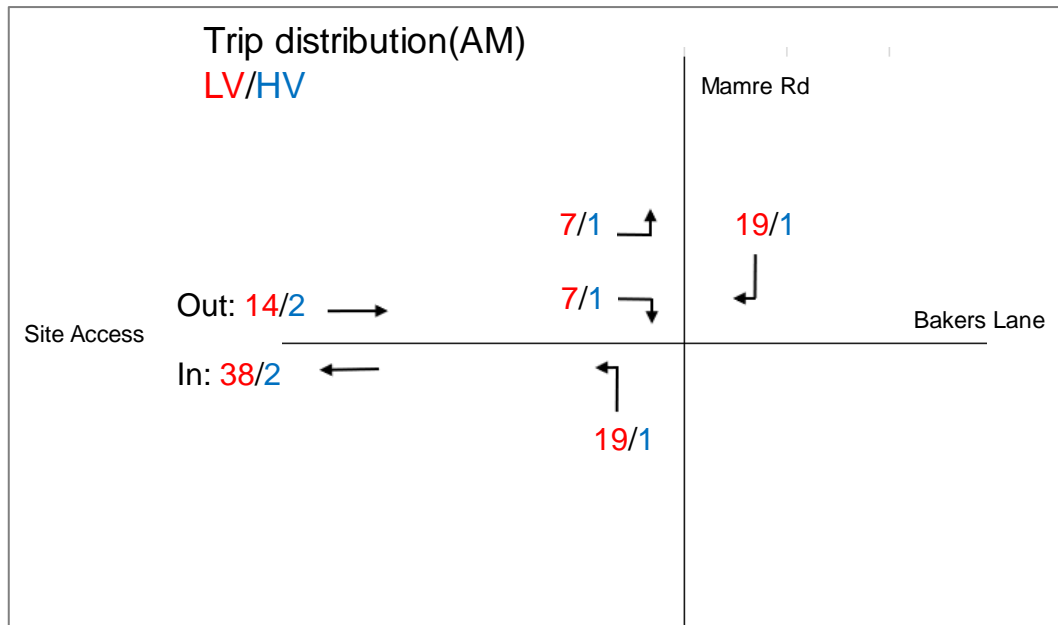 Trip distribution(AM)
LV/HV
Mamre Rd
7/1
19/1
7/1
Out: 14/2
Site Access
Bakers Lane
In: 38/2
19/1